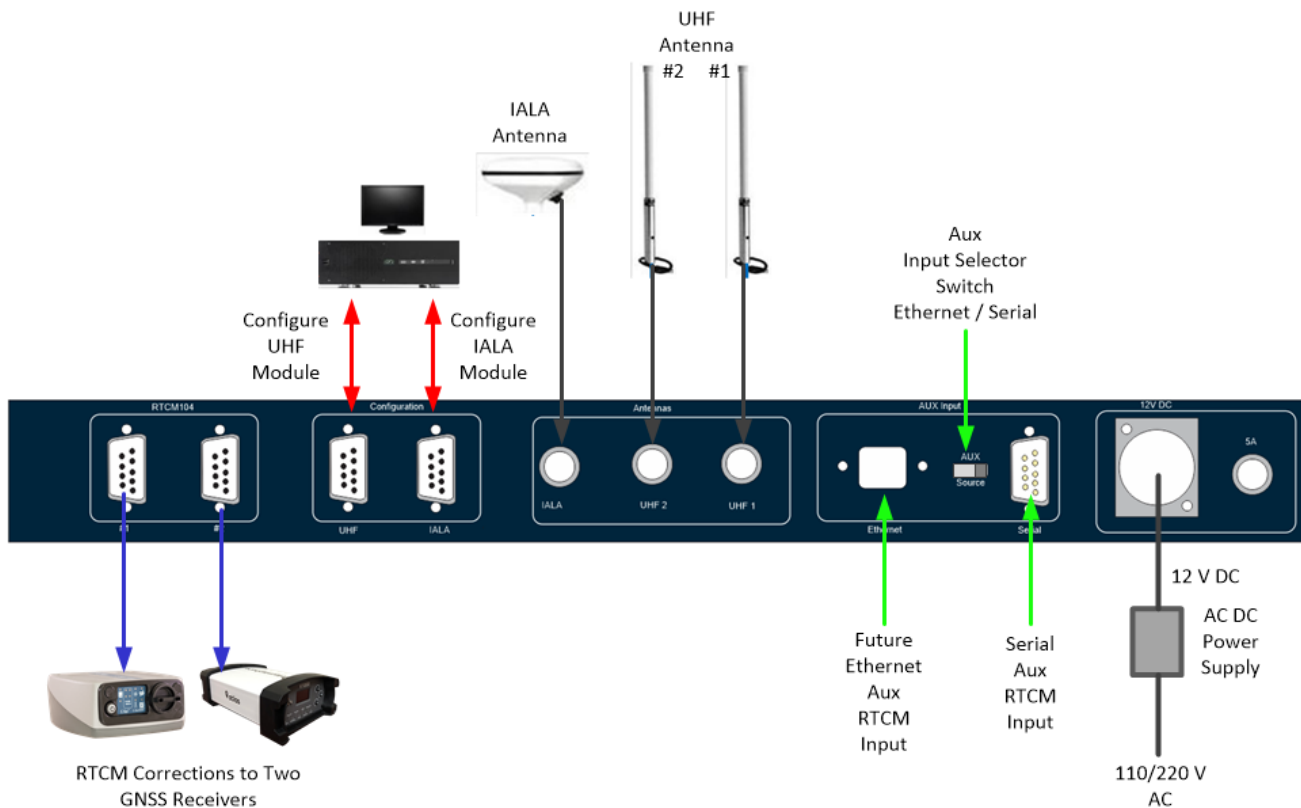 UHF
Antenna
#2 #1
IALA
Antenna
Aux
Input Selector
Switch
Ethernet / Serial
Configure
UHF
Module
Configure
IALA
Module
RTCM104
Configuration
Antennas
AUX Input
12V DC
AUX
Source
5A
IALA
UHF 2
UHF 1
#1
UHF
IALA
Ethernet
Serial
12 V DC
AC DC
Power
Supply
Future
Ethernet
Aux
RTCM
Input
Serial
Aux
RTCM
Input
RTCM Corrections to Two
GNSS Receivers
110/220 V
AC